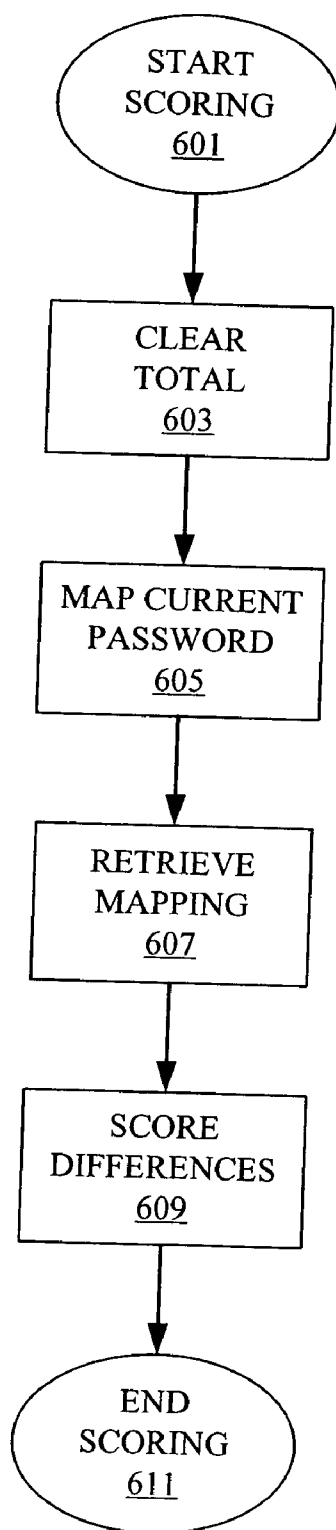 START
SCORING
601
CLEAR
TOTAL
603
MAP CURRENT
PASSWORD
605
RETRIEVE
MAPPING
607
SCORE
DIFFERENCES
609
END
SCORING
611